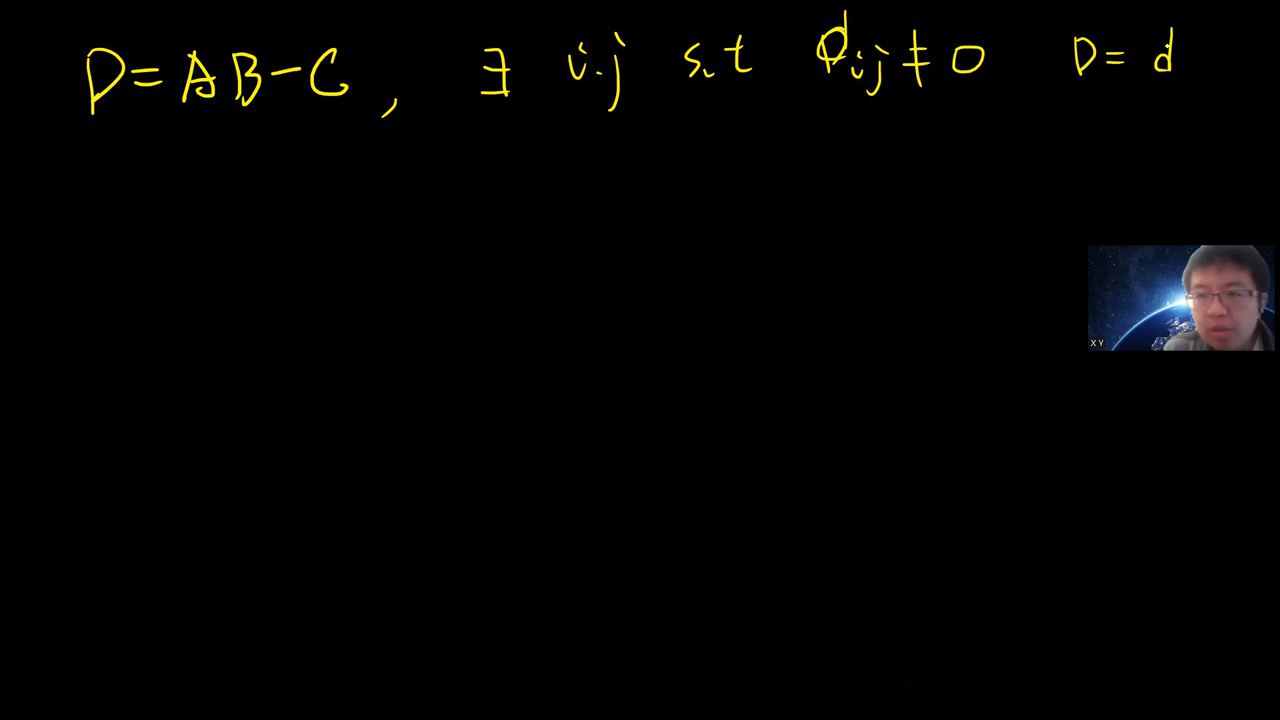 D = AB - C, ∃ i.j s.t d_ij ≠ 0 D = d
X Y